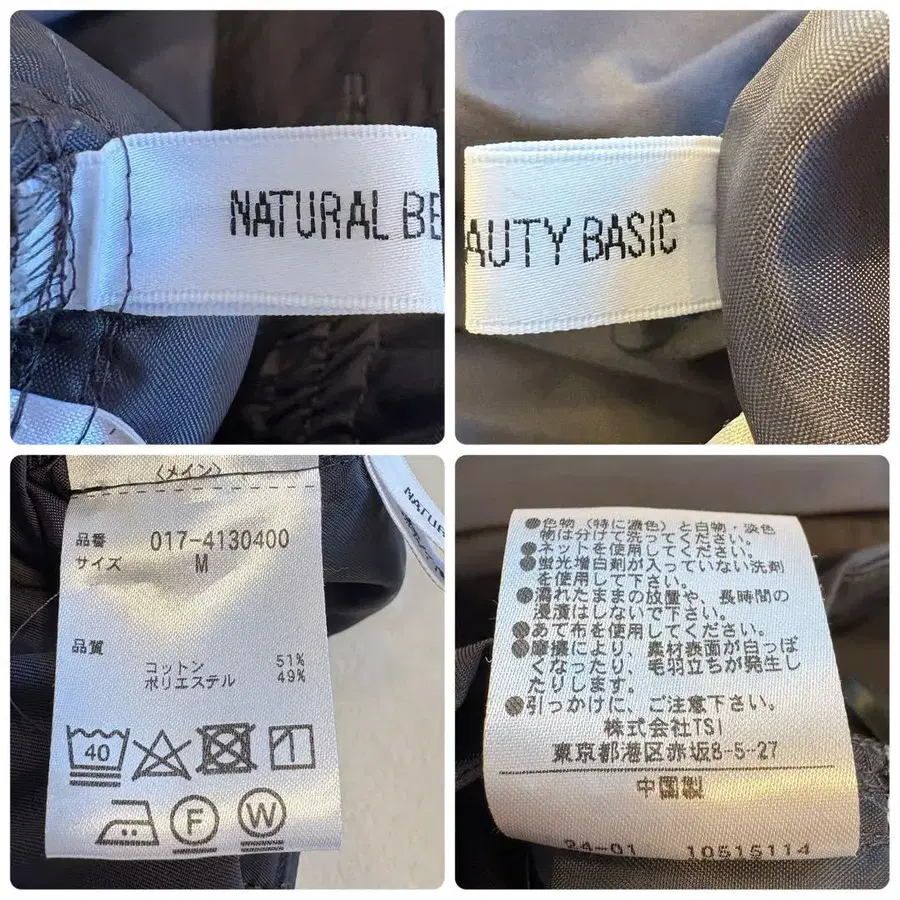 NATURAL BE
AUTY BASIC
〈メイン〉
品番 017-4130400
サイズ M
品質
コットン 51%
ポリエステル 49%
40
F
W
NATURA
●色物（特に濃色）と白物・淡色
物は分けて洗ってください。
●ネットを使用してください。
●蛍光増白剤が入っていない洗剤
を使用して下さい。
●濡れたままの放置や、長時間の
浸漬はしないで下さい。
●あて布を使用してください。
●摩擦により、素材表面が白っぽ
くなったり、毛羽立ちが発生し
たりします。
●引っかけに、ご注意下さい。
株式会社TSI
東京都港区赤坂8-5-27
中国製
24-01 10515114